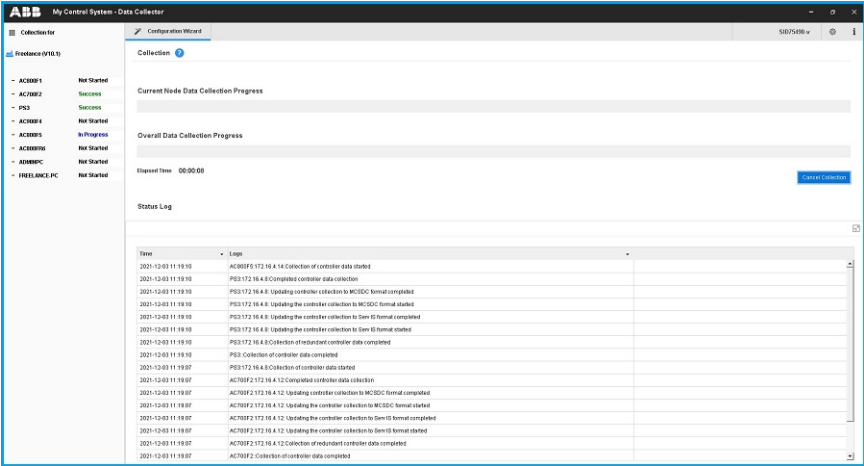 ABB My Control System - Data Collector
Collection for
Configuration Wizard
SID75498
Freelance (V10.1)
Collection ?
AC800F1 Not Started
AC700F2 Success
PS3 Success
AC900F4 Not Started
AC800F5 In Progress
AC800FR6 Not Started
ADMINPC Not Started
FREELANCE-PC Not Started
Current Node Data Collection Progress
Overall Data Collection Progress
Elapsed Time 00:00:08
Cancel Collection
Status Log
Time Logs
2021-12-03 11:19:10 AC800F5:172.16.4.14:Collection of controller data started
2021-12-03 11:19:10 PS3:172.16.4.8:Completed controller data collection
2021-12-03 11:19:10 PS3:172.16.4.8: Updating controller collection to MCSDC format completed
2021-12-03 11:19:10 PS3:172.16.4.8: Updating the controller collection to MCSDC format started
2021-12-03 11:19:10 PS3:172.16.4.8: Updating the controller collection to Serv IS format completed
2021-12-03 11:19:10 PS3:172.16.4.8: Updating the controller collection to Serv IS format started
2021-12-03 11:19:10 PS3:172.16.4.8:Collection of redundant controller data completed
2021-12-03 11:19:10 PS3::Collection of controller data completed
2021-12-03 11:19:07 PS3:172.16.4.8:Collection of controller data started
2021-12-03 11:19:07 AC700F2:172.16.4.12:Completed controller data collection
2021-12-03 11:19:07 AC700F2:172.16.4.12: Updating controller collection to MCSDC format completed
2021-12-03 11:19:07 AC700F2:172.16.4.12: Updating the controller collection to MCSDC format started
2021-12-03 11:19:07 AC700F2:172.16.4.12: Updating the controller collection to Serv IS format completed
2021-12-03 11:19:07 AC700F2:172.16.4.12: Updating the controller collection to Serv IS format started
2021-12-03 11:19:07 AC700F2:172.16.4.12:Collection of redundant controller data completed
2021-12-03 11:19:07 AC700F2::Collection of controller data completed